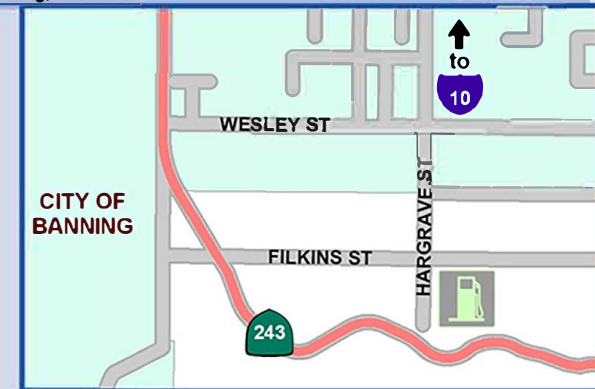 to
10
WESLEY ST
CITY OF
BANNING
HARGRAVE ST
FILKINS ST
243